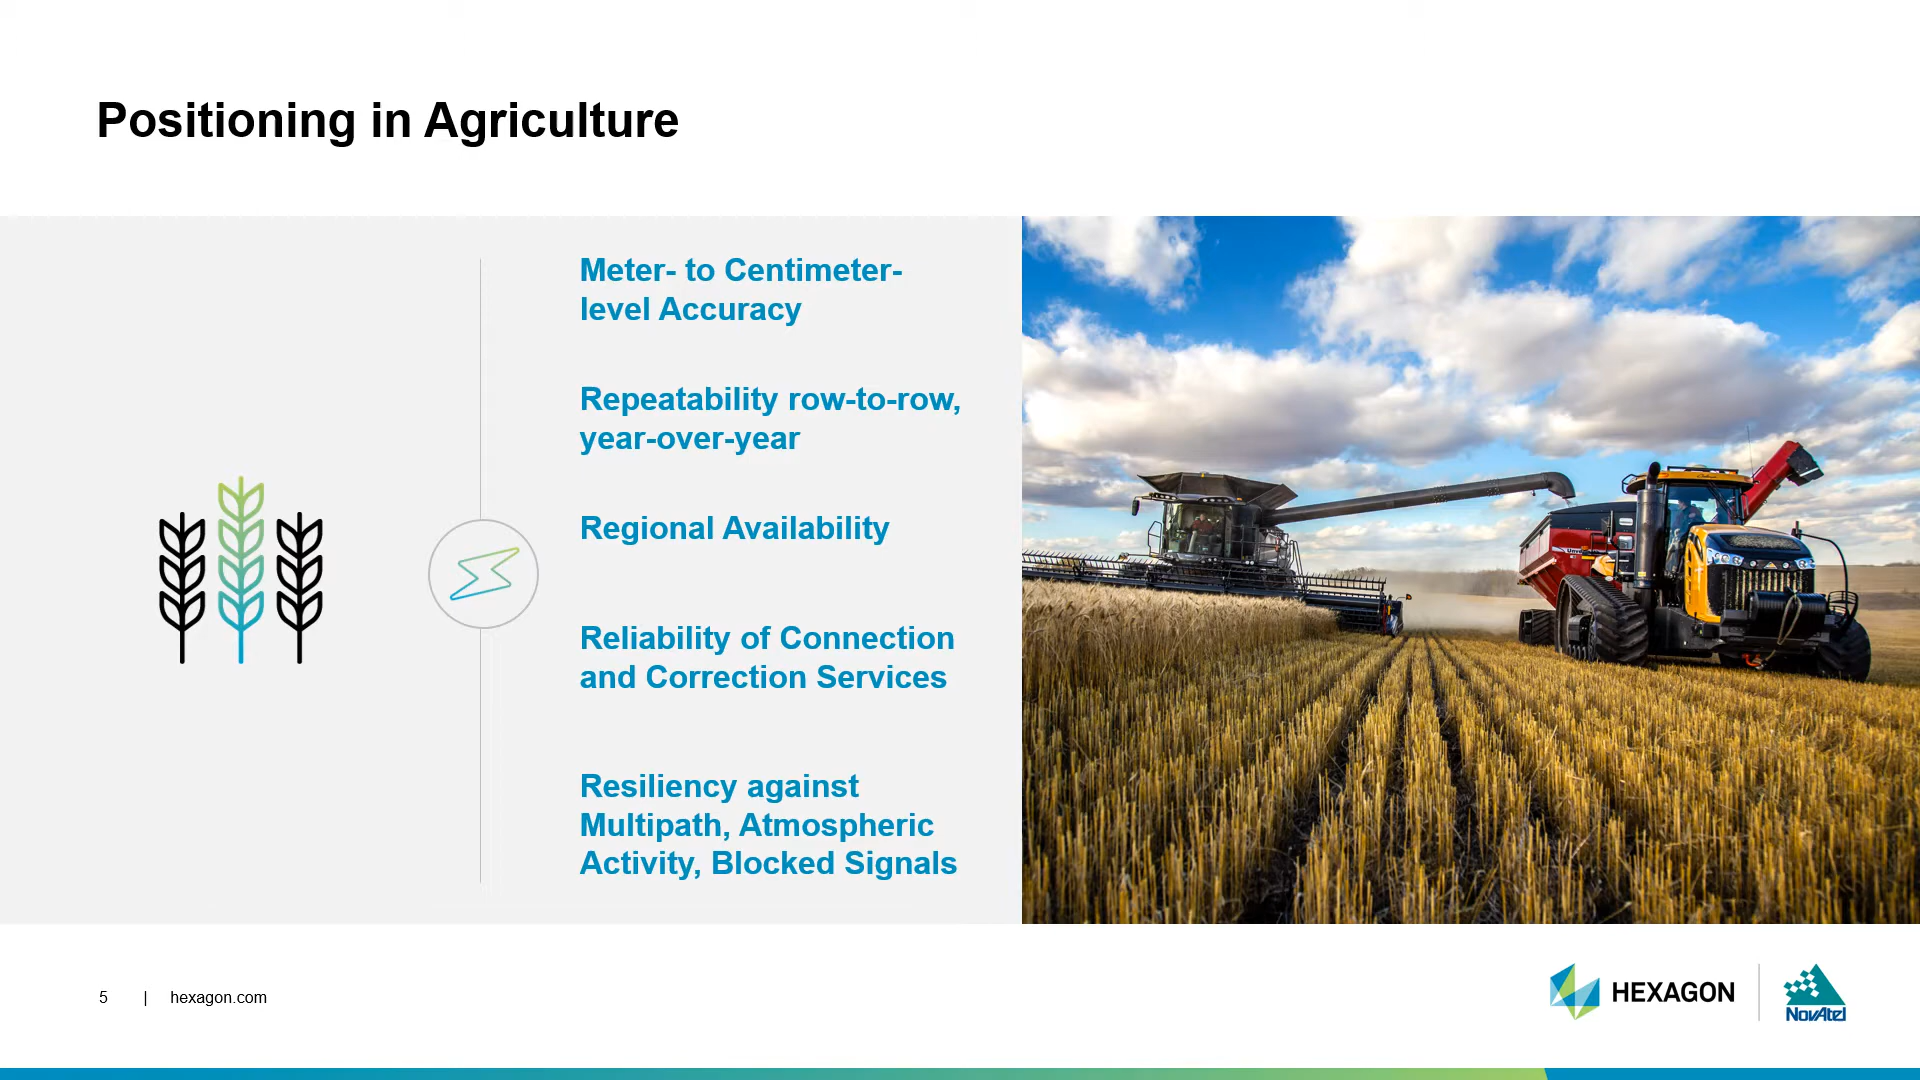 Positioning in Agriculture
Meter- to Centimeter-
level Accuracy
Repeatability row-to-row,
year-over-year
Regional Availability
Reliability of Connection
and Correction Services
Resiliency against
Multipath, Atmospheric
Activity, Blocked Signals
5 | hexagon.com
HEXAGON
NovAtel